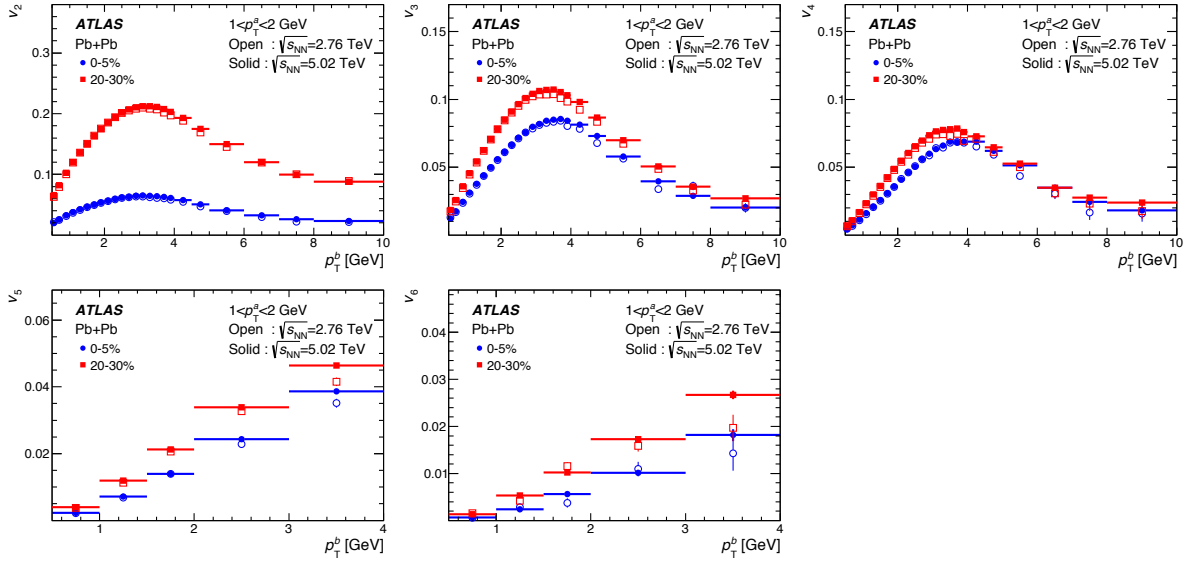 v₂
ATLAS
1<p_T^a<2 GeV
Pb+Pb
Open : √s_NN=2.76 TeV
0-5%
Solid : √s_NN=5.02 TeV
20-30%
0.3
0.2
0.1
2 4 6 8 10
p_T^b [GeV]
v₃
ATLAS
1<p_T^a<2 GeV
Pb+Pb
Open : √s_NN=2.76 TeV
0-5%
Solid : √s_NN=5.02 TeV
20-30%
0.15
0.1
0.05
2 4 6 8 10
p_T^b [GeV]
v₄
ATLAS
1<p_T^a<2 GeV
Pb+Pb
Open : √s_NN=2.76 TeV
0-5%
Solid : √s_NN=5.02 TeV
20-30%
0.1
0.05
2 4 6 8 10
p_T^b [GeV]
v₅
ATLAS
1<p_T^a<2 GeV
Pb+Pb
Open : √s_NN=2.76 TeV
0-5%
Solid : √s_NN=5.02 TeV
20-30%
0.06
0.04
0.02
1 2 3 4
p_T^b [GeV]
v₆
ATLAS
1<p_T^a<2 GeV
Pb+Pb
Open : √s_NN=2.76 TeV
0-5%
Solid : √s_NN=5.02 TeV
20-30%
0.04
0.03
0.02
0.01
1 2 3 4
p_T^b [GeV]